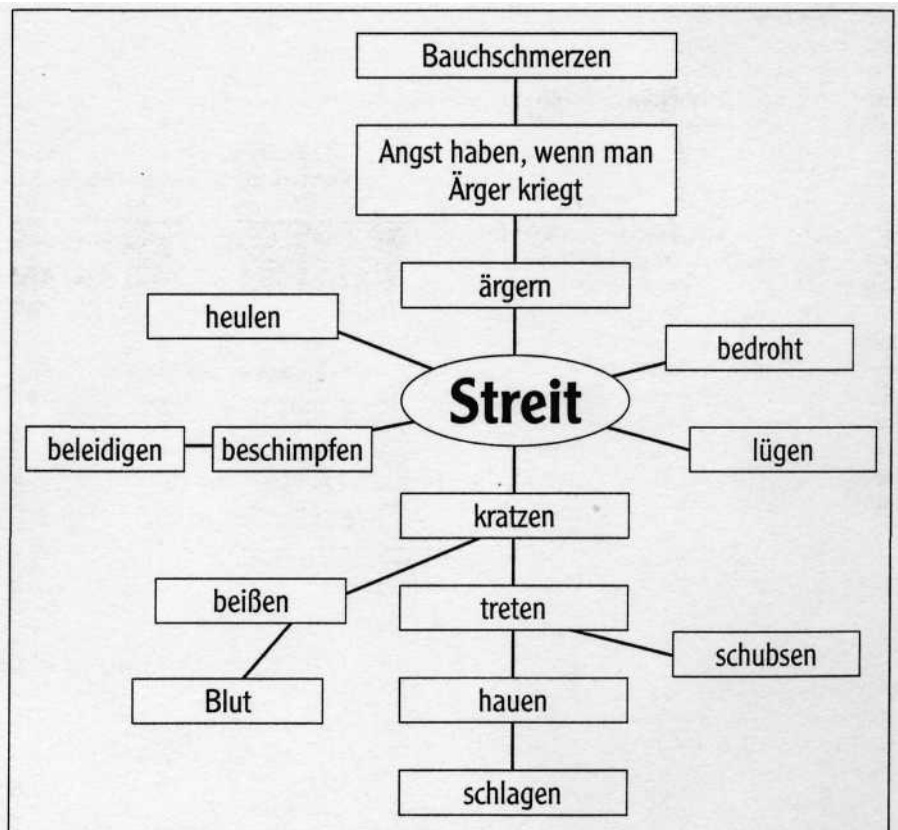 Bauchschmerzen
Angst haben, wenn man
Ärger kriegt
ärgern
heulen
bedroht
Streit
beleidigen
beschimpfen
lügen
kratzen
beißen
treten
schubsen
Blut
hauen
schlagen